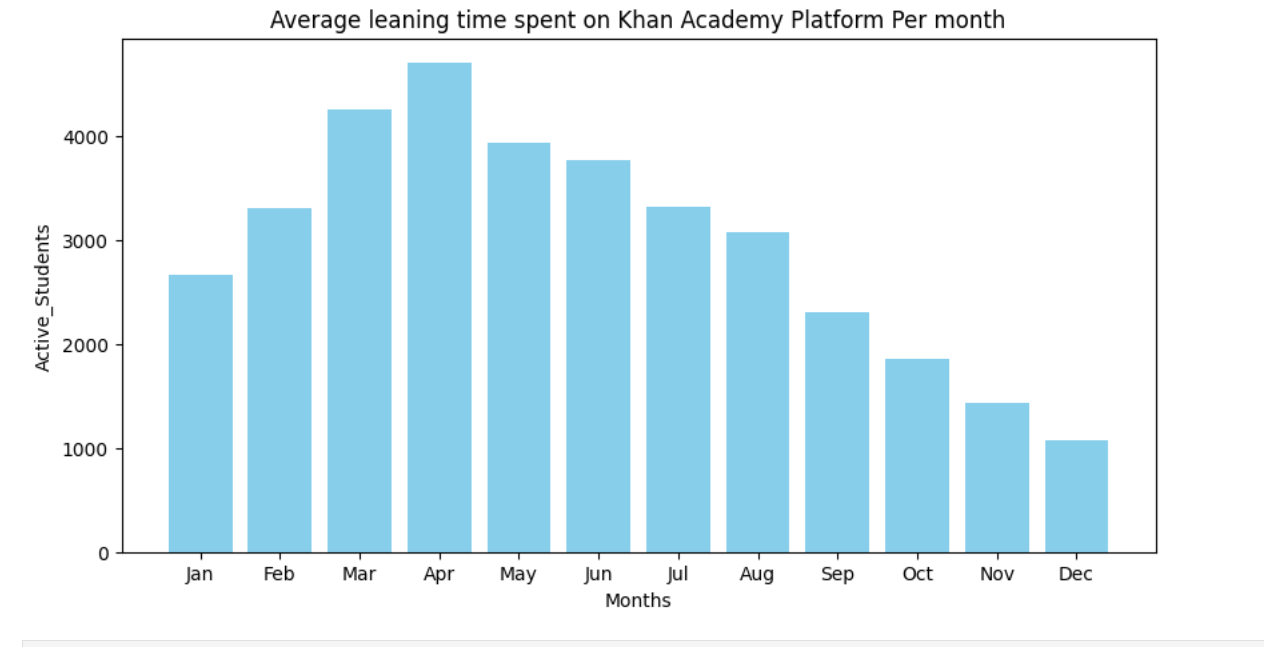 Average leaning time spent on Khan Academy Platform Per month
4000
3000
2000
1000
0
Active_Students
Jan Feb Mar Apr May Jun Jul Aug Sep Oct Nov Dec
Months